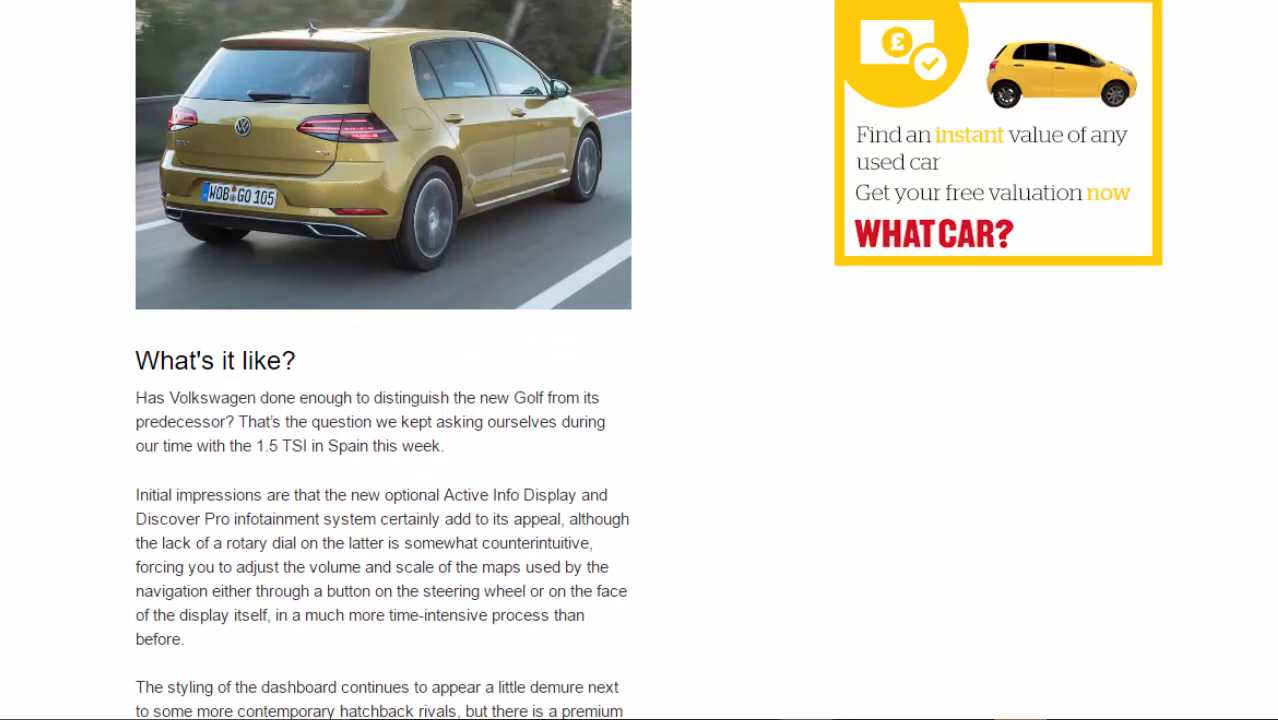 WOB GO 105
£
Find an instant value of any
used car
Get your free valuation now
WHAT CAR?
What's it like?
Has Volkswagen done enough to distinguish the new Golf from its
predecessor? That's the question we kept asking ourselves during
our time with the 1.5 TSI in Spain this week.
Initial impressions are that the new optional Active Info Display and
Discover Pro infotainment system certainly add to its appeal, although
the lack of a rotary dial on the latter is somewhat counterintuitive,
forcing you to adjust the volume and scale of the maps used by the
navigation either through a button on the steering wheel or on the face
of the display itself, in a much more time-intensive process than
before.
The styling of the dashboard continues to appear a little demure next
to some more contemporary hatchback rivals, but there is a premium